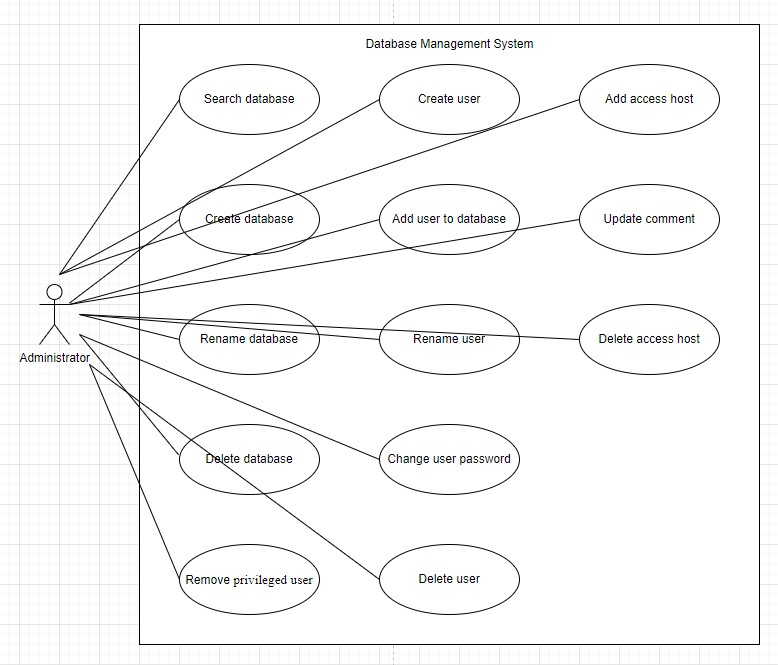 Database Management System
Search database
Create user
Add access host
Create database
Add user to database
Update comment
Rename database
Rename user
Delete access host
Administrator
Delete database
Change user password
Remove privileged user
Delete user